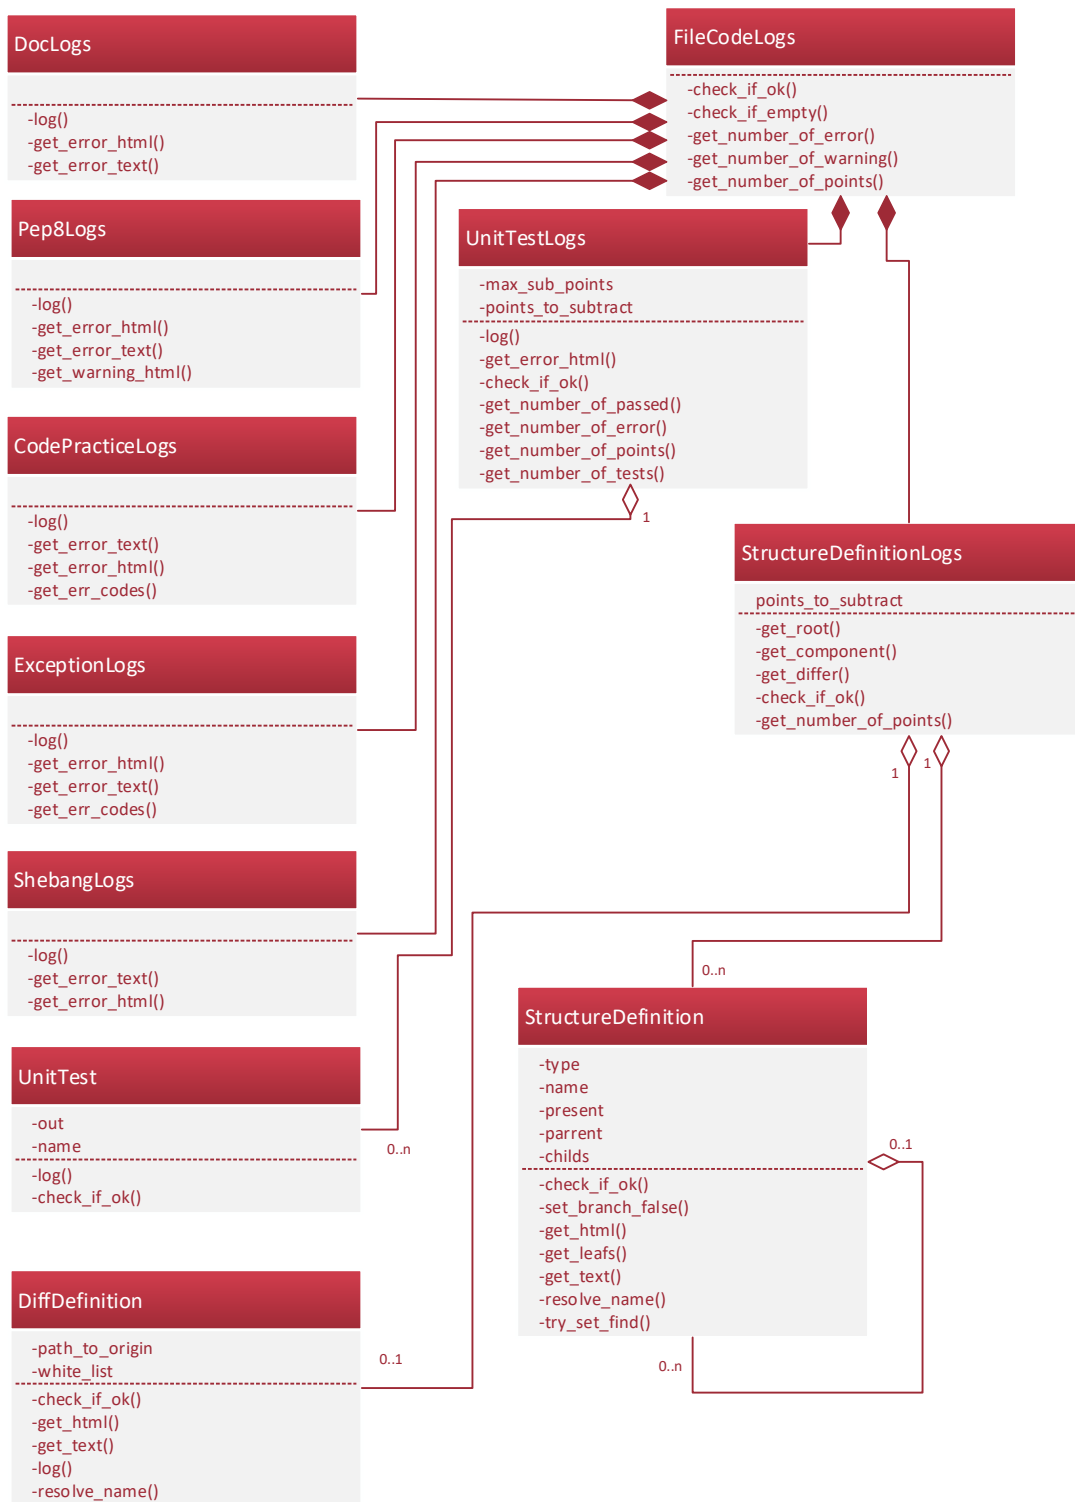 DocLogs
-log()
-get_error_html()
-get_error_text()
FileCodeLogs
-check_if_ok()
-check_if_empty()
-get_number_of_error()
-get_number_of_warning()
-get_number_of_points()
Pep8Logs
-log()
-get_error_html()
-get_error_text()
-get_warning_html()
UnitTestLogs
-max_sub_points
-points_to_subtract
-log()
-get_error_html()
-check_if_ok()
-get_number_of_passed()
-get_number_of_error()
-get_number_of_points()
-get_number_of_tests()
1
CodePracticeLogs
-log()
-get_error_text()
-get_error_html()
-get_err_codes()
StructureDefinitionLogs
points_to_subtract
-get_root()
-get_component()
-get_differ()
-check_if_ok()
-get_number_of_points()
1
1
ExceptionLogs
-log()
-get_error_html()
-get_error_text()
-get_err_codes()
ShebangLogs
-log()
-get_error_text()
-get_error_html()
0..n
StructureDefinition
-type
-name
-present
-parrent
-childs
-check_if_ok()
-set_branch_false()
-get_html()
-get_leafs()
-get_text()
-resolve_name()
-try_set_find()
0..1
0..n
UnitTest
-out
-name
-log()
-check_if_ok()
0..n
DiffDefinition
-path_to_origin
-white_list
-check_if_ok()
-get_html()
-get_text()
-log()
-resolve_name()
0..1